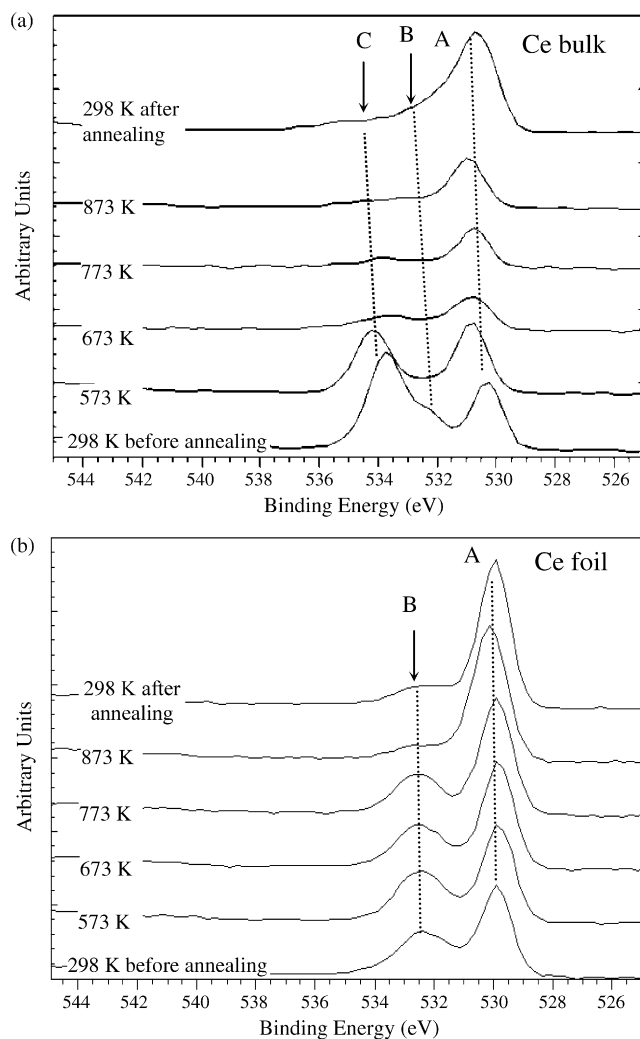 (a)
C
B
A
Ce bulk
298 K after
annealing
873 K
773 K
673 K
573 K
298 K before annealing
Arbitrary Units
544 542 540 538 536 534 532 530 528 526
Binding Energy (eV)
(b)
A
Ce foil
B
298 K after
annealing
873 K
773 K
673 K
573 K
298 K before annealing
Arbitrary Units
544 542 540 538 536 534 532 530 528 526
Binding Energy (eV)